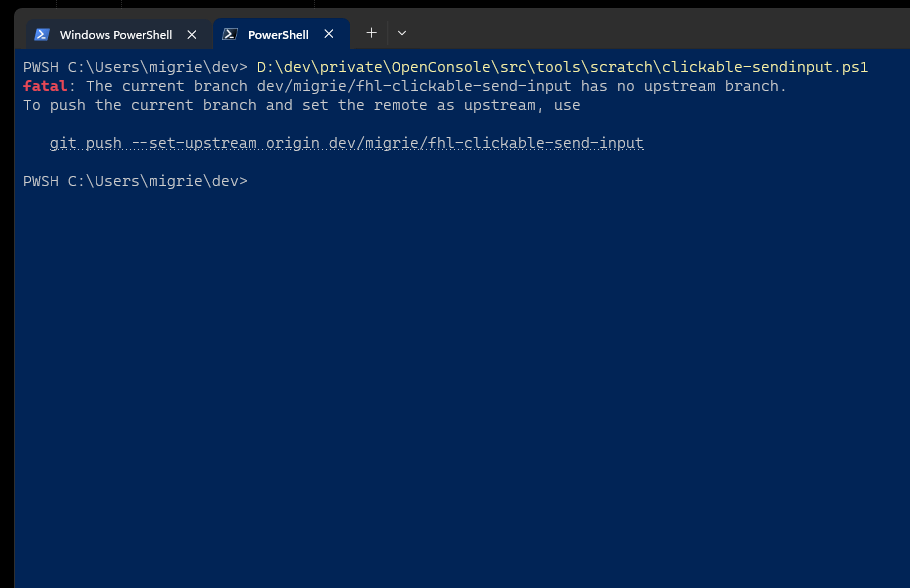 Windows PowerShell
PowerShell
PWSH C:\Users\migrie\dev> D:\dev\private\OpenConsole\src\tools\scratch\clickable-sendinput.ps1
fatal: The current branch dev/migrie/fhl-clickable-send-input has no upstream branch.
To push the current branch and set the remote as upstream, use
git push --set-upstream origin dev/migrie/fhl-clickable-send-input
PWSH C:\Users\migrie\dev>